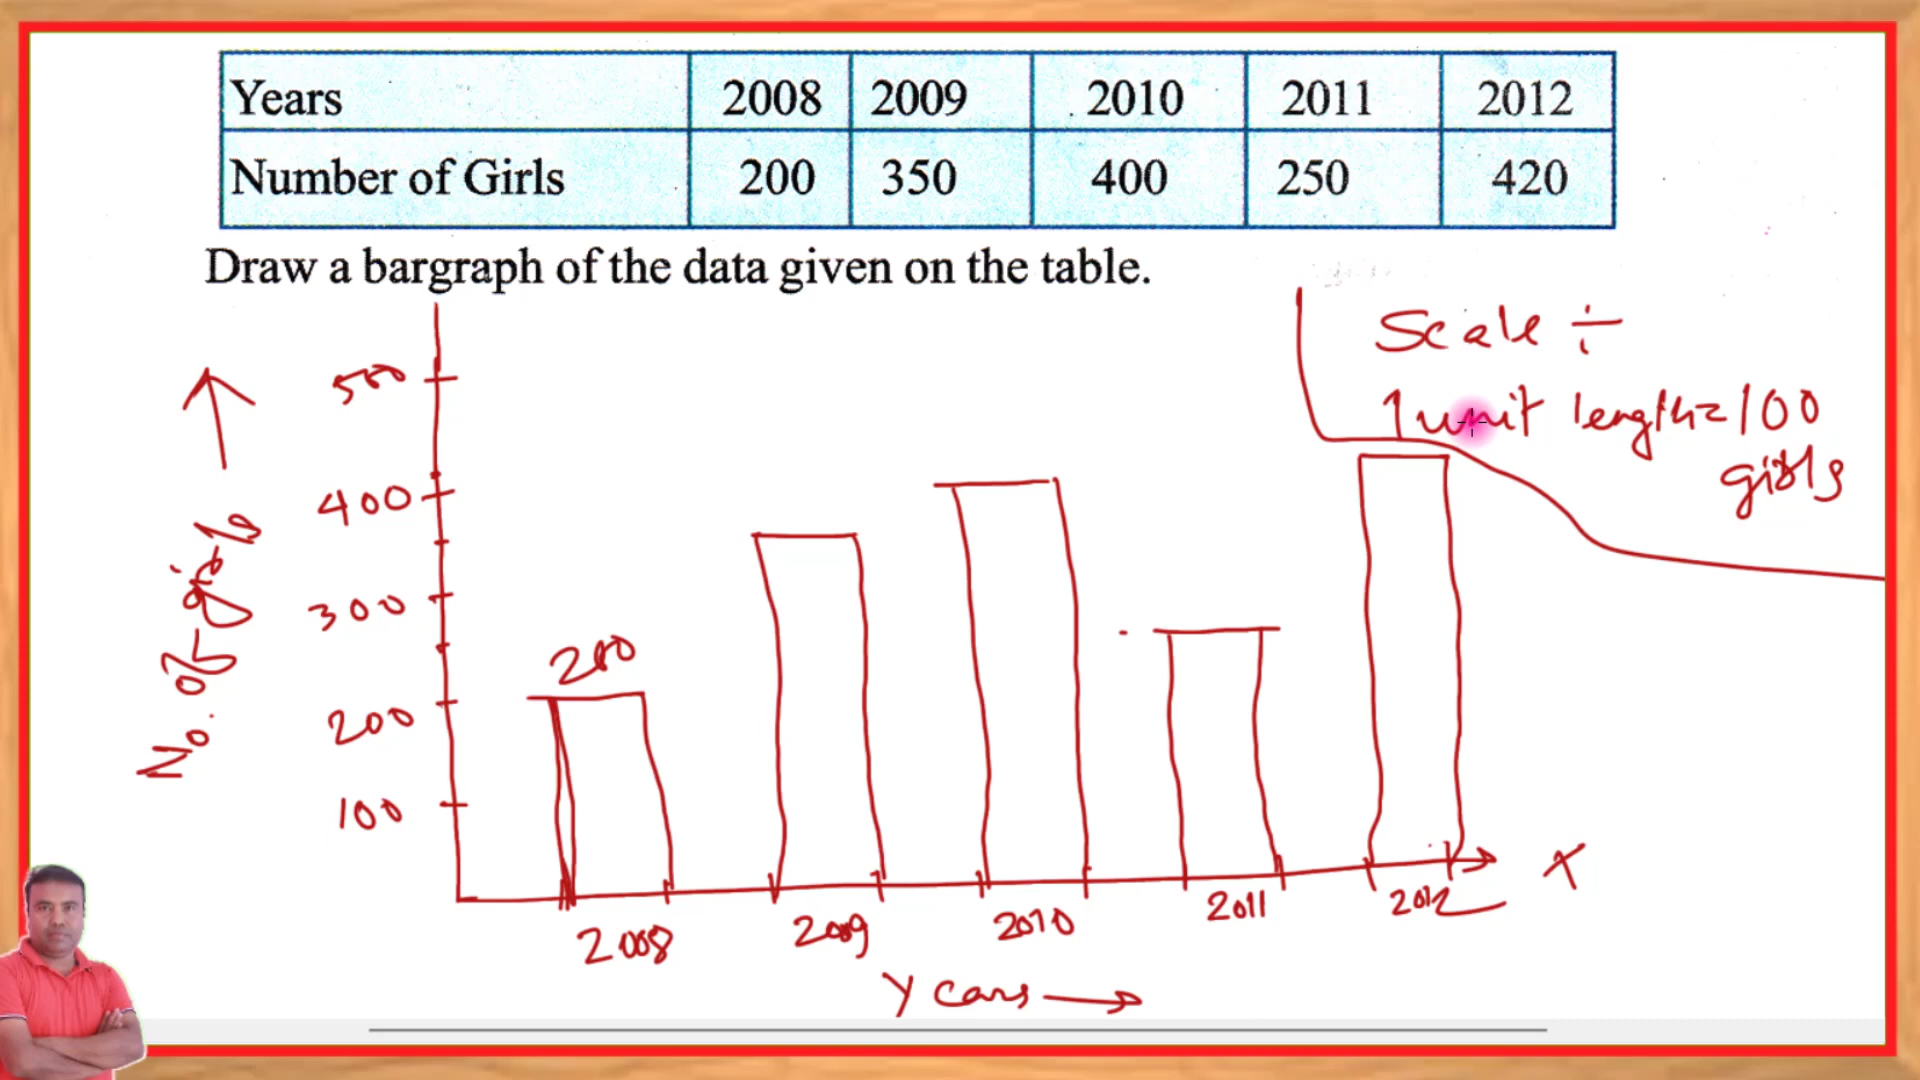 Years 2008 2009 2010 2011 2012
Number of Girls 200 350 400 250 420
Draw a bargraph of the data given on the table.
Scale ÷
1 unit length = 100
girls
500
400
300
200
100
No. of girls
200
2008 2009 2010 2011 2012
X
Years